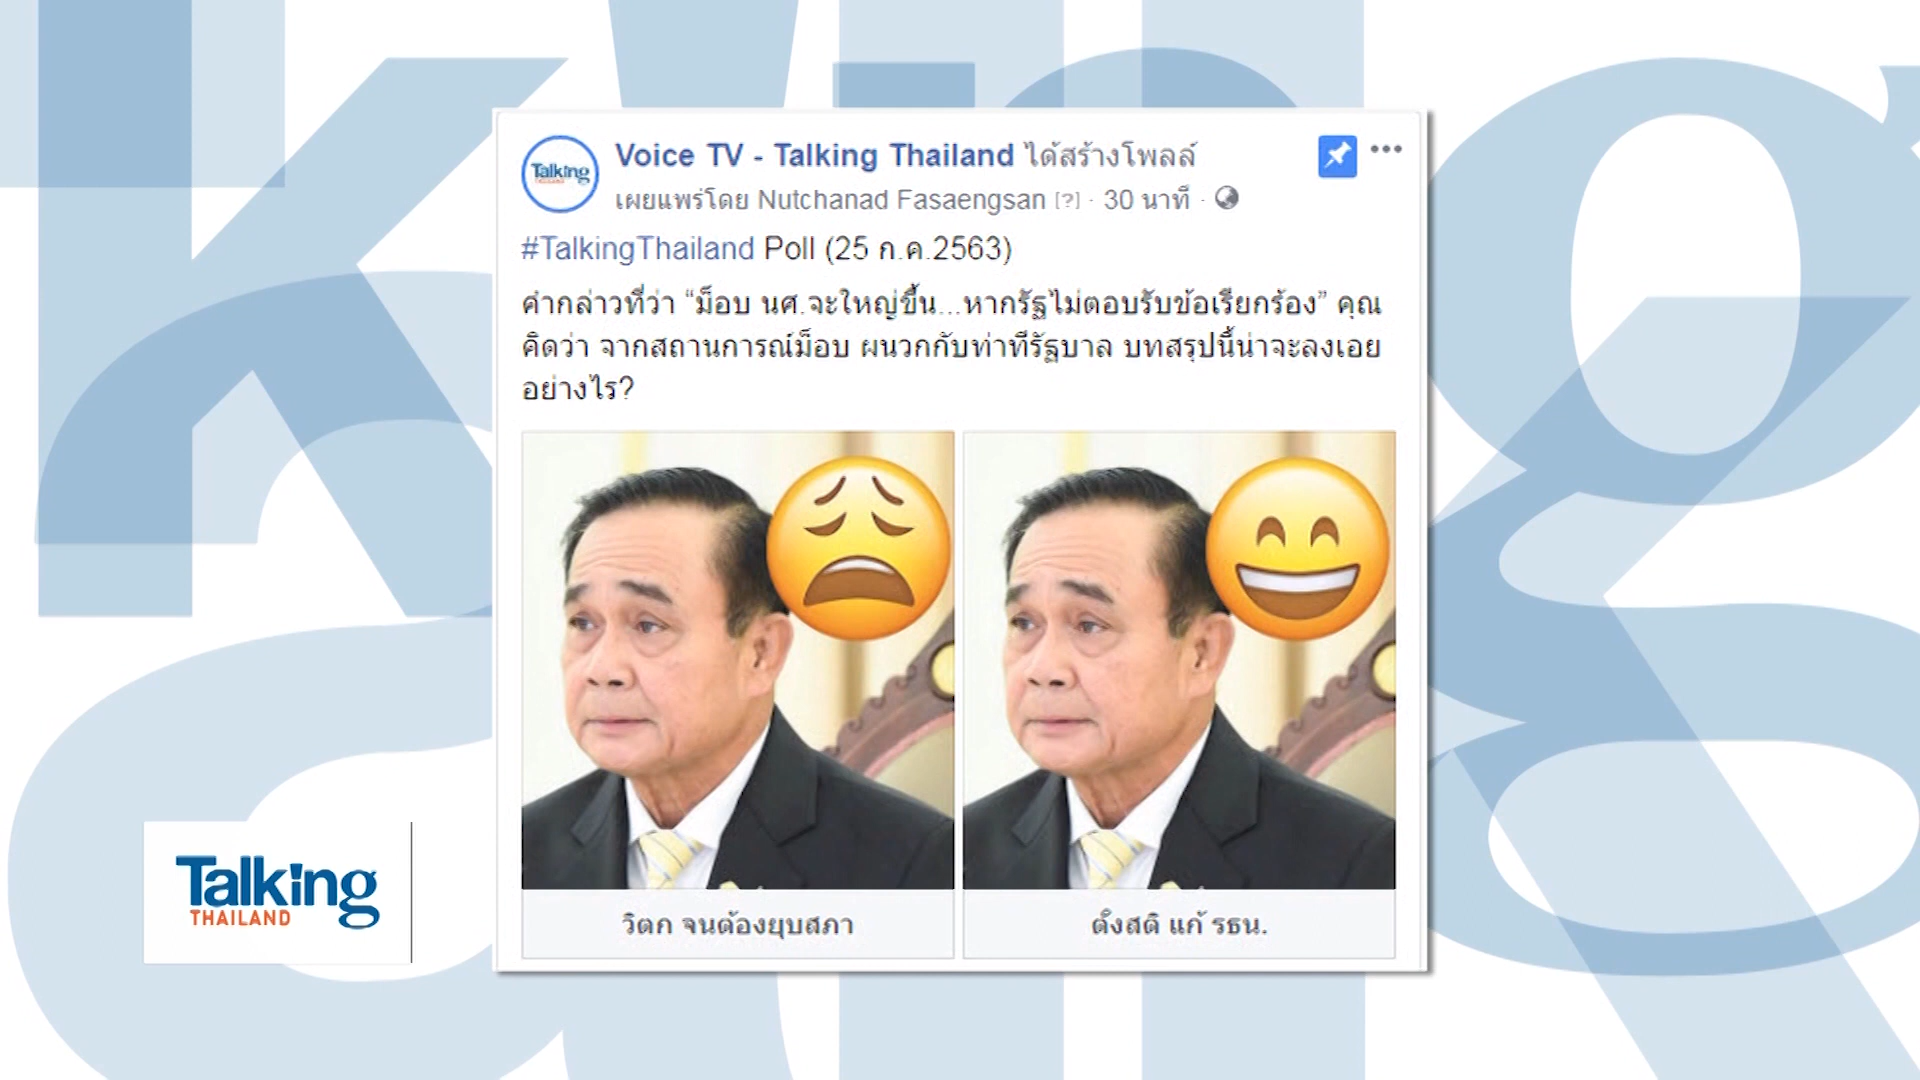 Voice TV - Talking Thailand ได้สร้างโพลล์
เผยแพร่โดย Nutchanad Fasaengsan [?] · 30 นาที ·
#TalkingThailand Poll (25 ก.ค.2563)
คำกล่าวที่ว่า “ม็อบ นศ.จะใหญ่ขึ้น...หากรัฐไม่ตอบรับข้อเรียกร้อง” คุณ
คิดว่า จากสถานการณ์ม็อบ ผนวกกับท่าทีรัฐบาล บทสรุปนี้น่าจะลงเอย
อย่างไร?
วิตก จนต้องยุบสภา
ตั้งสติ แก้ รธน.
Talking
THAILAND
Talking
THAILAND